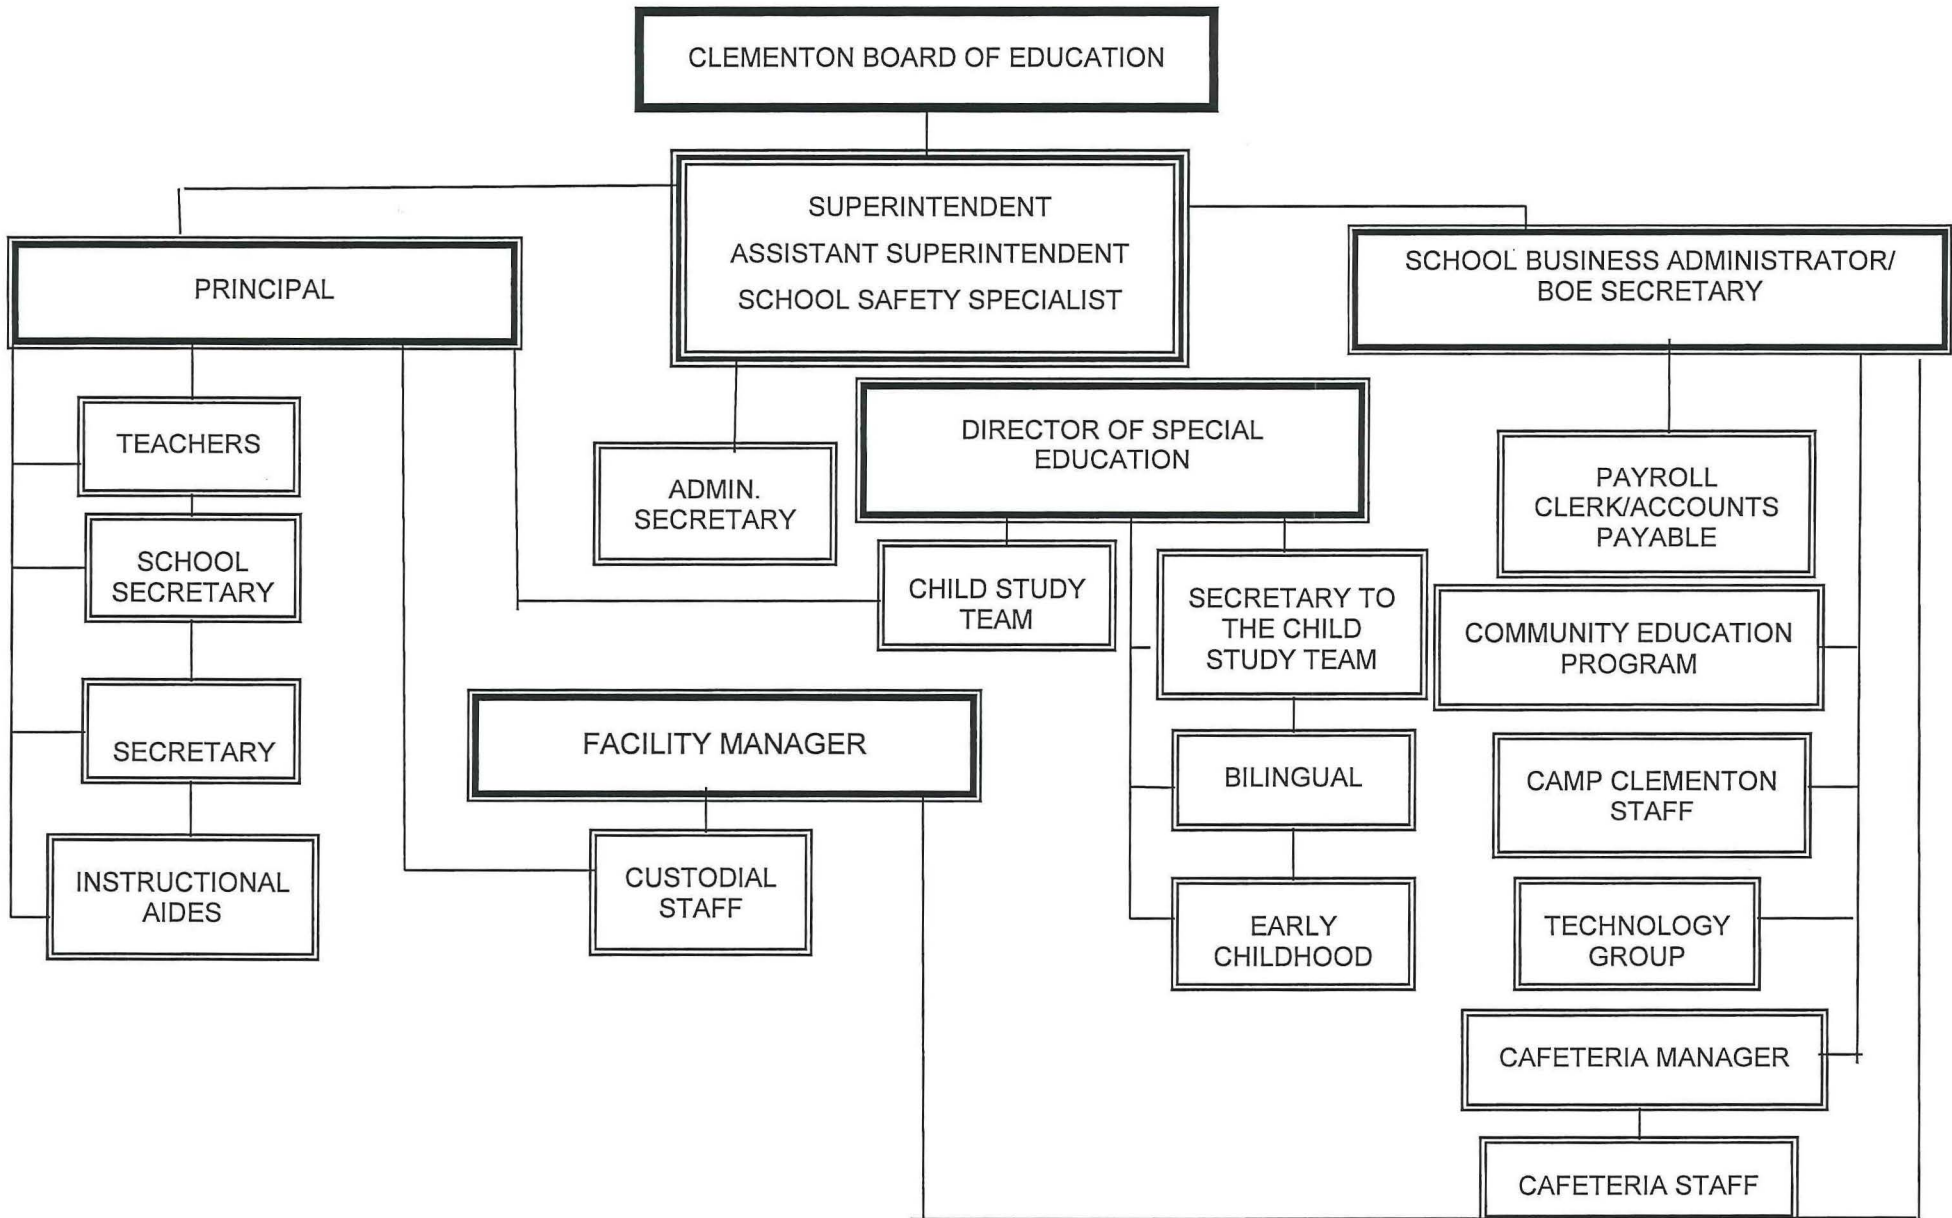 CLEMENTON BOARD OF EDUCATION
SUPERINTENDENT
ASSISTANT SUPERINTENDENT
SCHOOL SAFETY SPECIALIST
PRINCIPAL
SCHOOL BUSINESS ADMINISTRATOR/
BOE SECRETARY
TEACHERS
SCHOOL
SECRETARY
SECRETARY
INSTRUCTIONAL
AIDES
ADMIN.
SECRETARY
DIRECTOR OF SPECIAL
EDUCATION
CHILD STUDY
TEAM
SECRETARY TO
THE CHILD
STUDY TEAM
BILINGUAL
EARLY
CHILDHOOD
FACILITY MANAGER
CUSTODIAL
STAFF
PAYROLL
CLERK/ACCOUNTS
PAYABLE
COMMUNITY EDUCATION
PROGRAM
CAMP CLEMENTON
STAFF
TECHNOLOGY
GROUP
CAFETERIA MANAGER
CAFETERIA STAFF